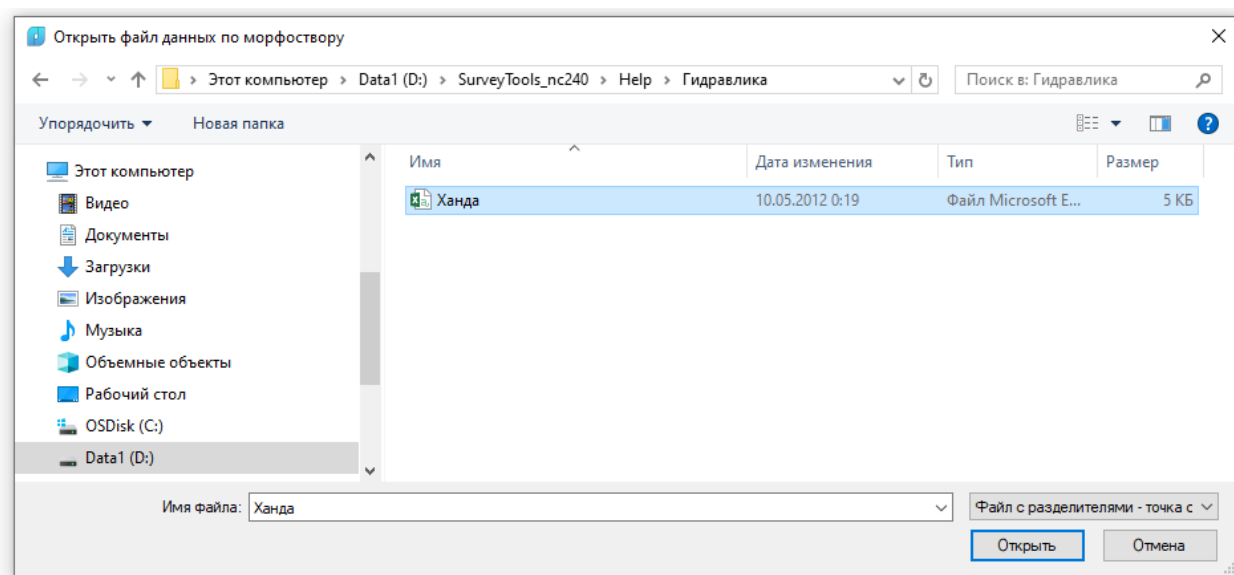 Открыть файл данных по морфоствору
Этот компьютер > Data1 (D:) > SurveyTools_nc240 > Help > Гидравлика
Поиск в: Гидравлика
Упорядочить Новая папка
Этот компьютер
Видео
Документы
Загрузки
Изображения
Музыка
Объемные объекты
Рабочий стол
OSDisk (C:)
Data1 (D:)
Имя Дата изменения Тип Размер
Ханда 10.05.2012 0:19 Файл Microsoft E... 5 КБ
Имя файла: Ханда
Файл с разделителями - точка с
Открыть Отмена